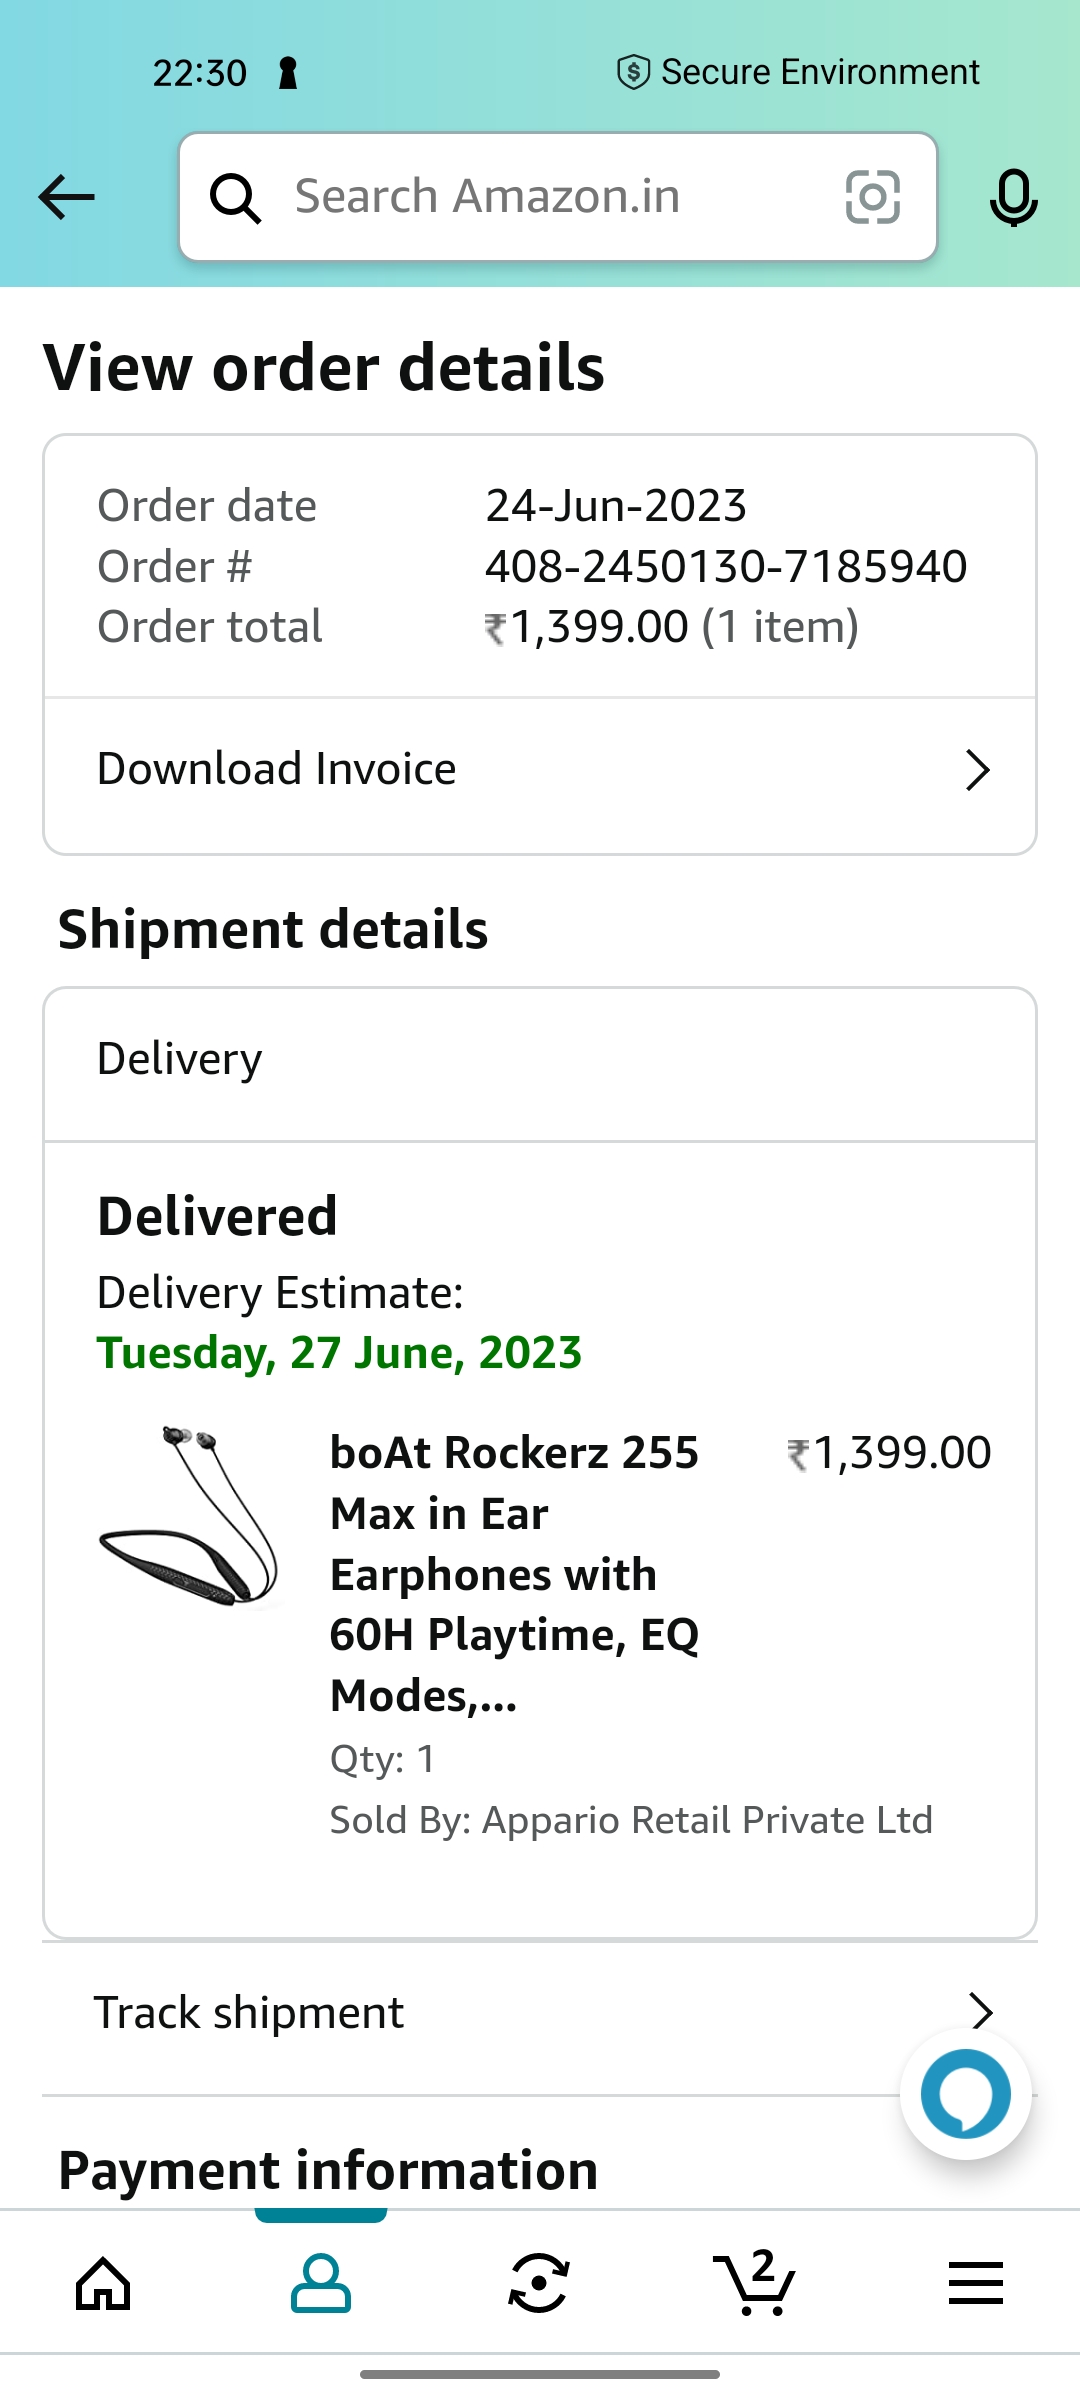 22:30 Secure Environment
Search Amazon.in
View order details
Order date 24-Jun-2023
Order # 408-2450130-7185940
Order total ₹1,399.00 (1 item)
Download Invoice
Shipment details
Delivery
Delivered
Delivery Estimate:
Tuesday, 27 June, 2023
boAt Rockerz 255 ₹1,399.00
Max in Ear
Earphones with
60H Playtime, EQ
Modes,...
Qty: 1
Sold By: Appario Retail Private Ltd
Track shipment
Payment information
2